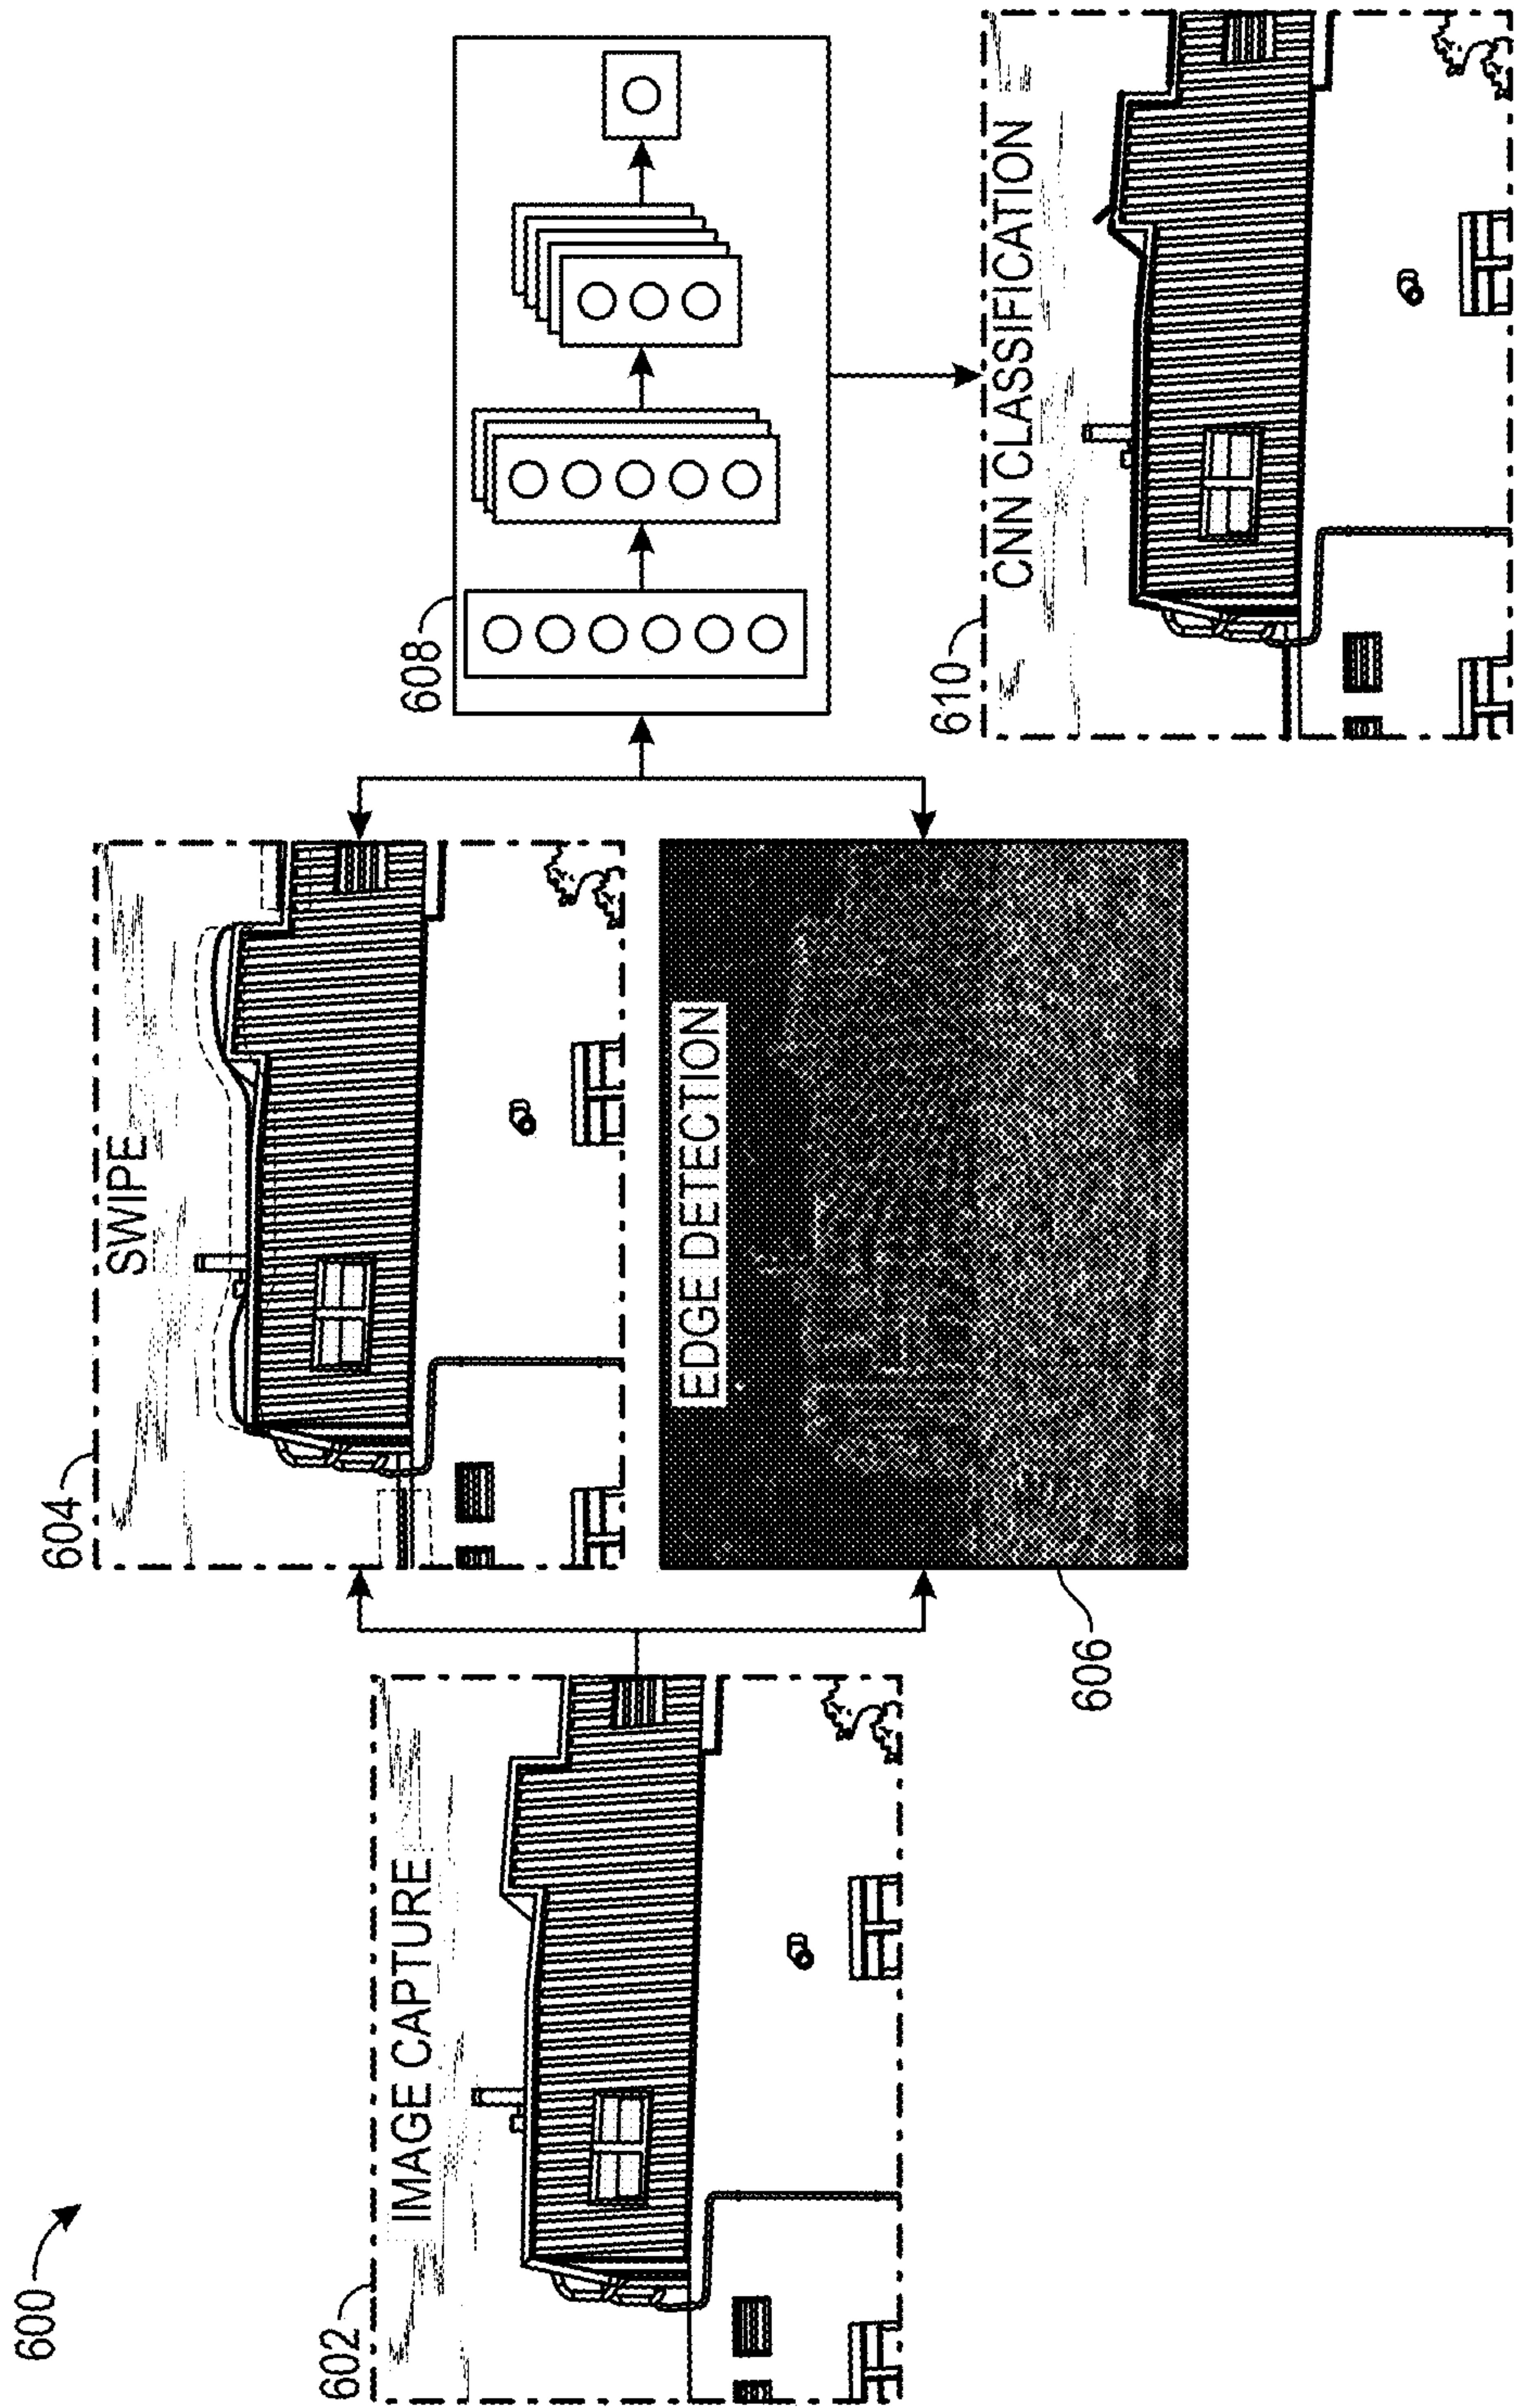 600
602
IMAGE CAPTURE
604
SWIPE
606
EDGE DETECTION
608
610
CNN CLASSIFICATION